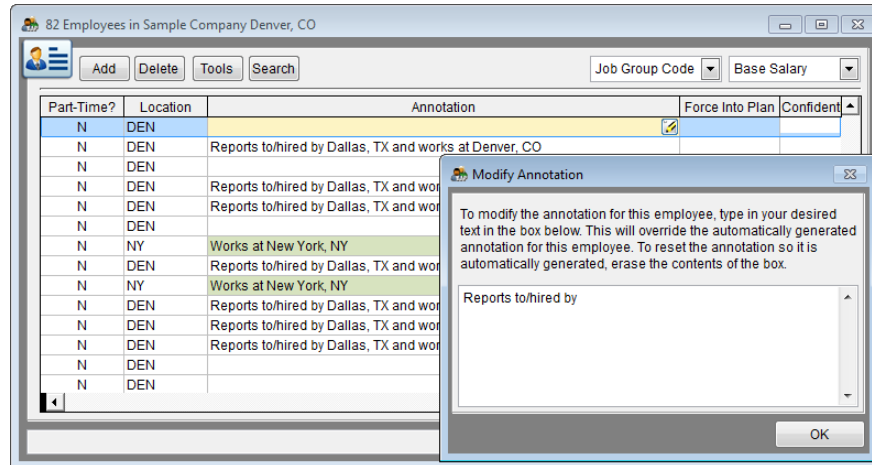 82 Employees in Sample Company Denver, CO
Add Delete Tools Search Job Group Code Base Salary
Part-Time? Location Annotation Force Into Plan Confident
N DEN
N DEN Reports to/hired by Dallas, TX and works at Denver, CO
N DEN
N DEN Reports to/hired by Dallas, TX and wor
N DEN Reports to/hired by Dallas, TX and wor
N DEN
N NY Works at New York, NY
N DEN Reports to/hired by Dallas, TX and wor
N NY Works at New York, NY
N DEN Reports to/hired by Dallas, TX and wor
N DEN Reports to/hired by Dallas, TX and wor
N DEN Reports to/hired by Dallas, TX and wor
N DEN
N DEN
Modify Annotation
To modify the annotation for this employee, type in your desired
text in the box below. This will override the automatically generated
annotation for this employee. To reset the annotation so it is
automatically generated, erase the contents of the box.
Reports to/hired by
OK